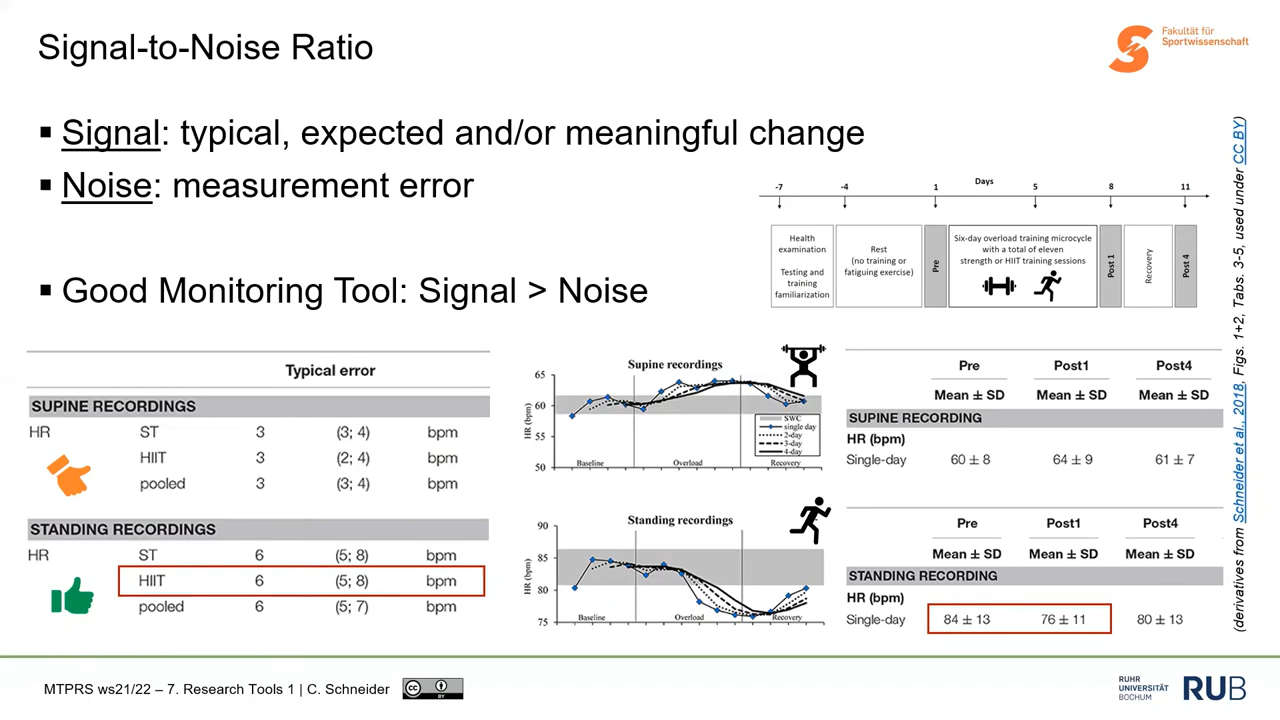 Signal-to-Noise Ratio
Fakultät für
Sportwissenschaft
▪ Signal: typical, expected and/or meaningful change
▪ Noise: measurement error
▪ Good Monitoring Tool: Signal > Noise
Days
-7 -4 1 5 8 11
Health
examination
Testing and
training
familiarization
Rest
(no training or
fatiguing exercise)
Pre
Six-day overload training microcycle
with a total of eleven
strength or HIIT training sessions
Post 1
Recovery
Post 4
Typical error
SUPINE RECORDINGS
HR ST 3 (3; 4) bpm
HIIT 3 (2; 4) bpm
pooled 3 (3; 4) bpm
STANDING RECORDINGS
HR ST 6 (5; 8) bpm
HIIT 6 (5; 8) bpm
pooled 6 (5; 7) bpm
Supine recordings
HR (bpm)
65
60
55
50
SWC
single day
2-day
3-day
4-day
Baseline Overload Recovery
Standing recordings
HR (bpm)
90
85
80
75
Baseline Overload Recovery
Pre Post1 Post4
Mean ± SD Mean ± SD Mean ± SD
SUPINE RECORDING
HR (bpm)
Single-day 60 ± 8 64 ± 9 61 ± 7
Pre Post1 Post4
Mean ± SD Mean ± SD Mean ± SD
STANDING RECORDING
HR (bpm)
Single-day 84 ± 13 76 ± 11 80 ± 13
(derivatives from Schneider et al., 2018, Figs. 1+2, Tabs. 3-5, used under CC BY)
MTPRS ws21/22 – 7. Research Tools 1 | C. Schneider
cc BY
RUHR
UNIVERSITÄT
BOCHUM
RUB